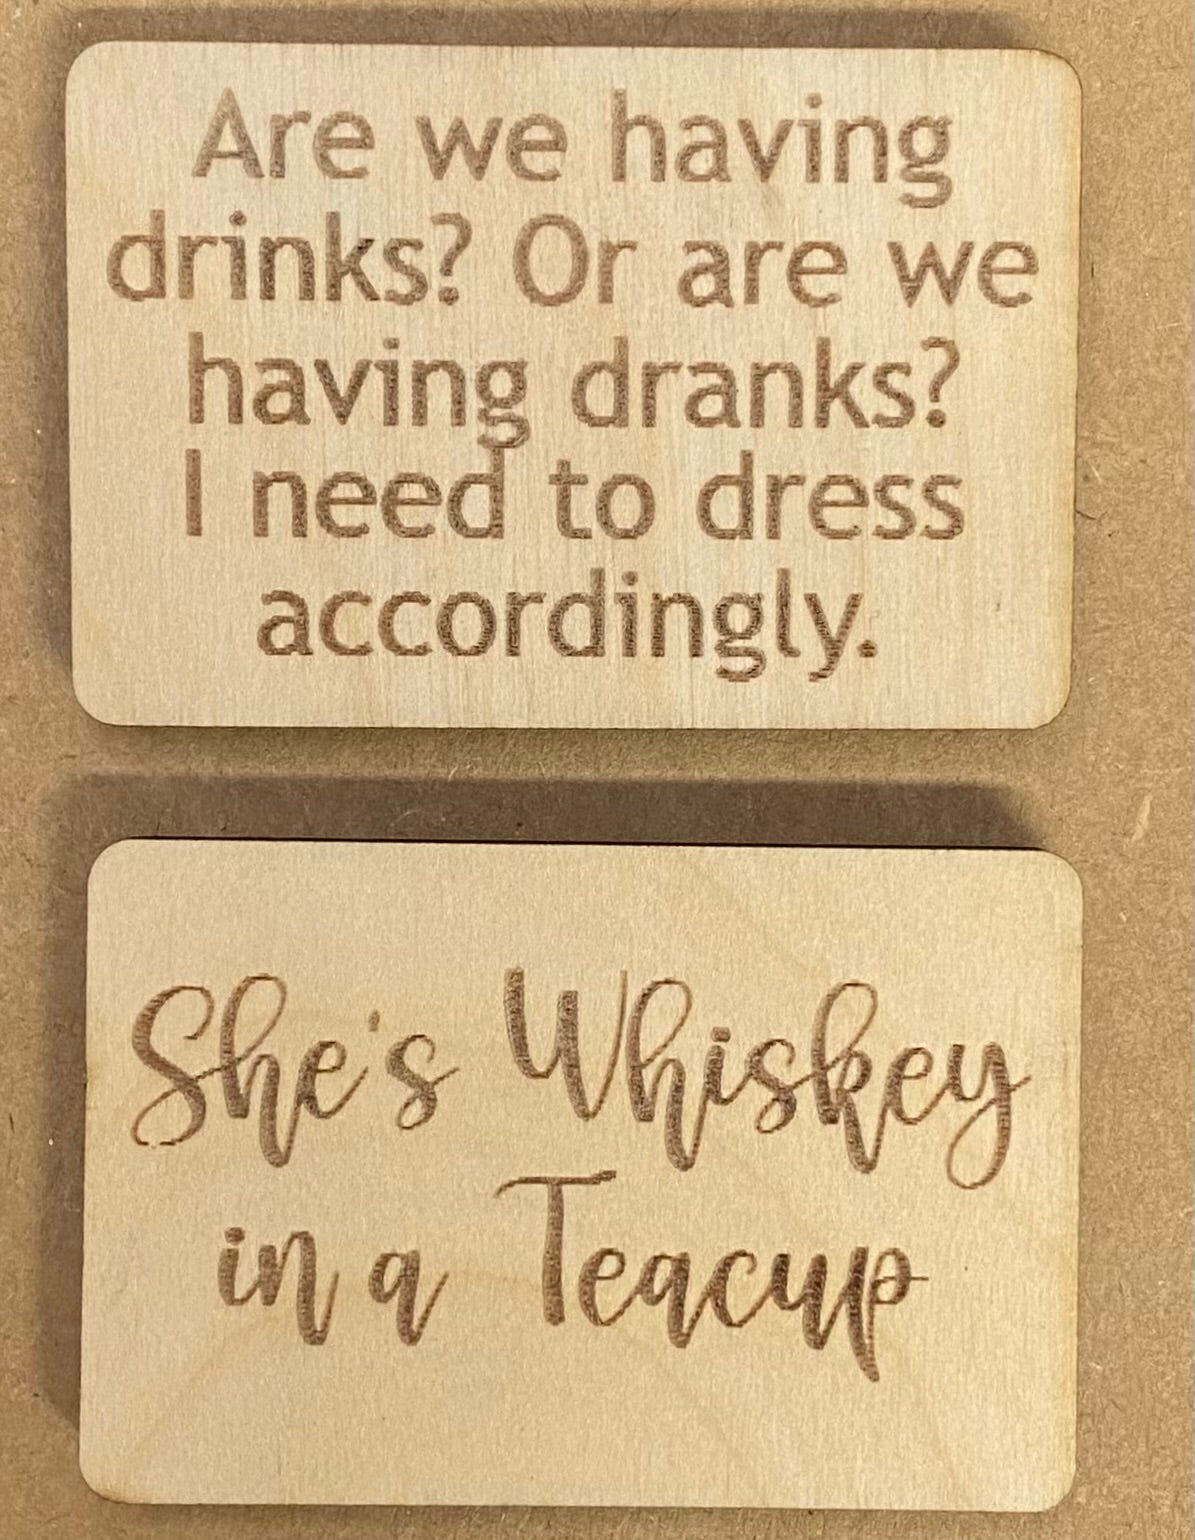 Are we having
drinks? Or are we
having dranks?
I need to dress
accordingly.
She's Whiskey
in a Teacup